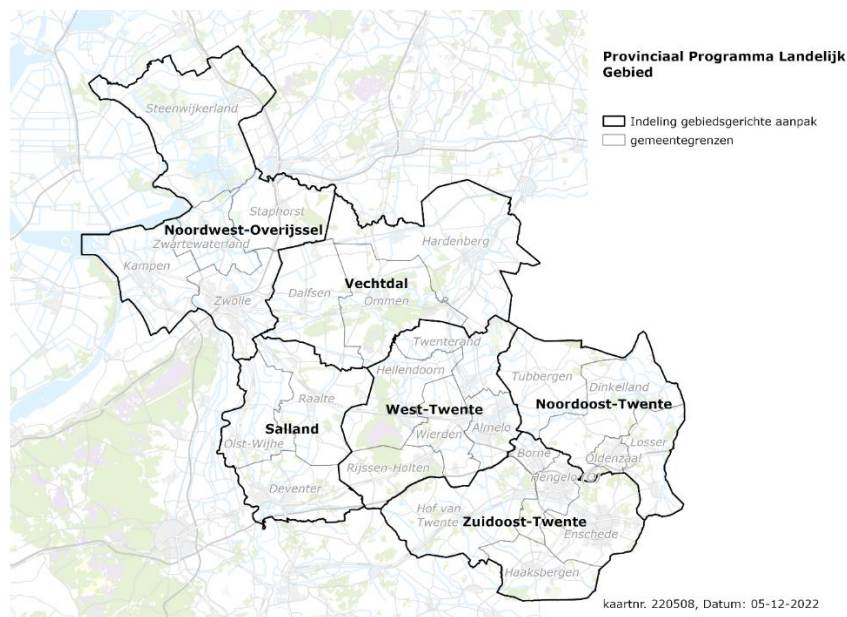 Provinciaal Programma Landelijk
Gebied
Indeling gebiedsgerichte aanpak
gemeentegrenzen
Steenwijkerland
Staphorst
Noordwest-Overijssel
Zwartewaterland
Kampen
Zwolle
Hardenberg
Vechtdal
Dalfsen
Ommen
Twenterand
Hellendoorn
Tubbergen
Dinkelland
Raalte
West-Twente
Noordoost-Twente
Salland
Wierden
Almelo
Olst-Wijhe
Losser
Borne
Oldenzaal
Rijssen-Holten
Hengelo
Deventer
Hof van
Twente
Zuidoost-Twente
Enschede
Haaksbergen
kaartnr. 220508, Datum: 05-12-2022